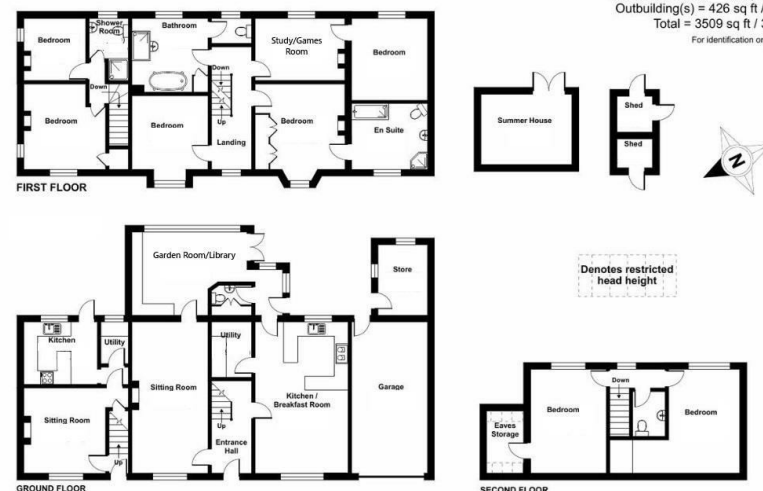 Outbuilding(s) = 426 sq ft /
Total = 3509 sq ft / 3
For identification on
Bedroom
Shower
Room
Bathroom
Study/Games
Room
Bedroom
Down
Down
Bedroom
Bedroom
Up
Landing
Bedroom
En Suite
FIRST FLOOR
Summer House
Shed
Shed
N
Garden Room/Library
Store
Denotes restricted
head height
Kitchen
Utility
Utility
Sitting Room
Sitting Room
Up
Up
Entrance
Hall
Kitchen /
Breakfast Room
Garage
GROUND FLOOR
Down
Bedroom
Bedroom
Eaves
Storage
SECOND FLOOR